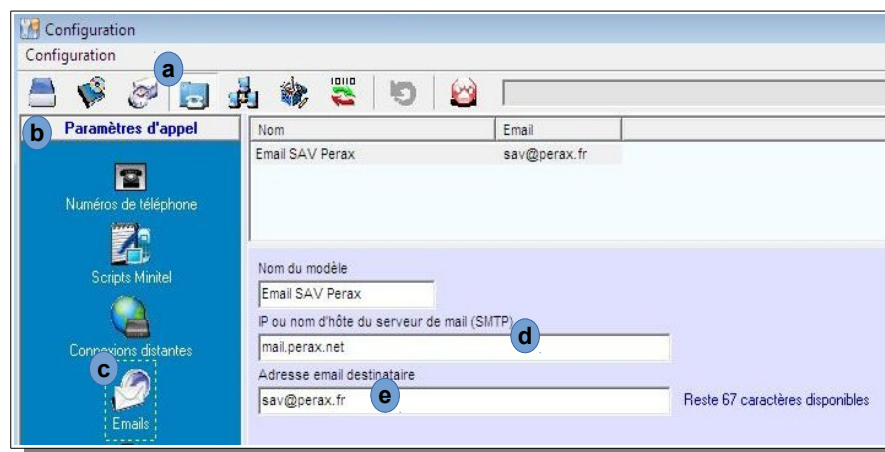 Configuration
Configuration
a
10110
b Paramètres d'appel
Nom Email
Email SAV Perax sav@perax.fr
Numéros de téléphone
Scripts Minitel
Nom du modèle
Email SAV Perax
IP ou nom d'hôte du serveur de mail (SMTP)
d
mail.perax.net
Connexions distantes
c
Adresse email destinataire
sav@perax.fr e Reste 67 caractères disponibles
Emails